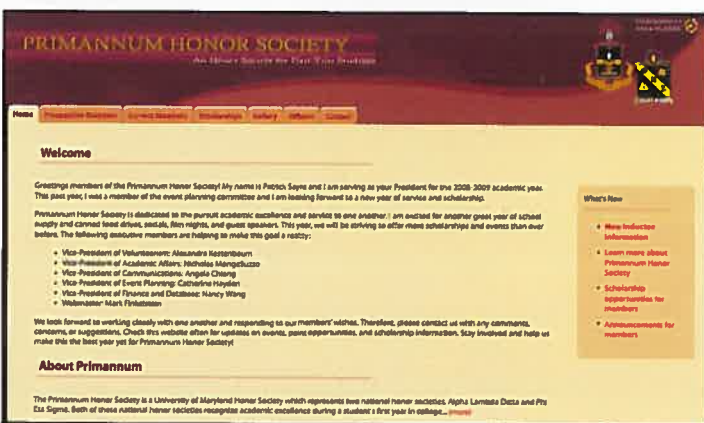 PRIMANNUM HONOR SOCIETY
An Honor Society for First Year Students
Home Prospective Members Current Members Scholarships Gallery Officers Contact
Welcome
Greetings members of the Primannum Honor Society! My name is Patrick Sayre and I am serving as your President for the 2008-2009 academic year.
This past year, I was a member of the event planning committee and I am looking forward to a new year of service and scholarship.
Primannum Honor Society is dedicated to the pursuit academic excellence and service to one another. I am excited for another great year of school
supply and canned food drives, socials, film nights, and guest speakers. This year, we will be striving to offer more scholarships and events than ever
before. The following executive members are helping to make this goal a reality:
Vice-President of Volunteerism: Alexandra Kestenbaum
Vice-President of Academic Affairs: Nicholas Mangialluzzo
Vice-President of Communications: Angela Cheong
Vice-President of Event Planning: Catherine Hayden
Vice-President of Finance and Database: Nancy Wang
Webmaster: Mark Finkelstein
We look forward to working closely with one another and responding to our members' wishes. Therefore, please contact us with any comments,
concerns, or suggestions. Check this website often for updates on events, point opportunities, and scholarship information. Stay involved and help us
make this the best year yet for Primannum Honor Society!
About Primannum
The Primannum Honor Society is a University of Maryland Honor Society which represents two national honor societies, Alpha Lambda Delta and Phi
Eta Sigma. Both of these national honor societies recognize academic excellence during a student's first year in college... (more)
What's New
New Inductee
Information
Learn more about
Primannum Honor
Society
Scholarship
opportunities for
members
Announcements for
members